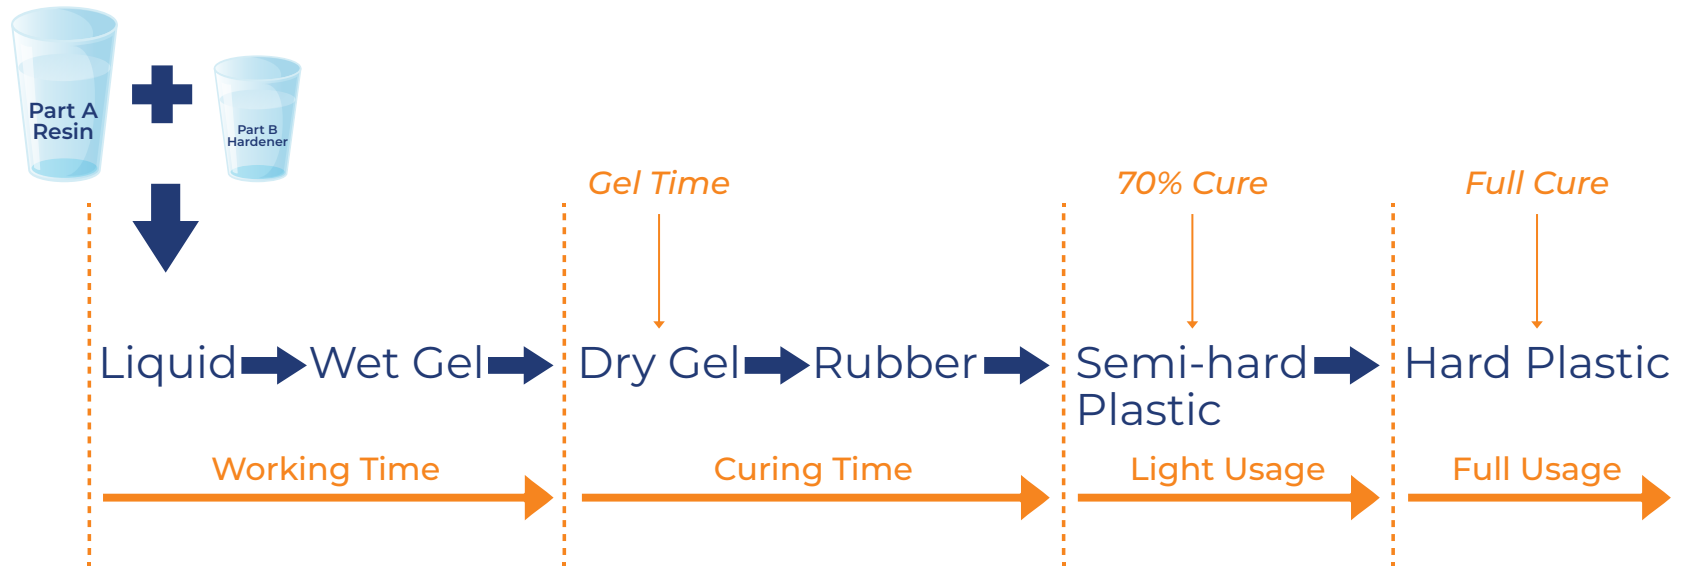 Part A
Resin
Part B
Hardener
Gel Time
70% Cure
Full Cure
Liquid
Wet Gel
Dry Gel
Rubber
Semi-hard
Plastic
Hard Plastic
Working Time
Curing Time
Light Usage
Full Usage